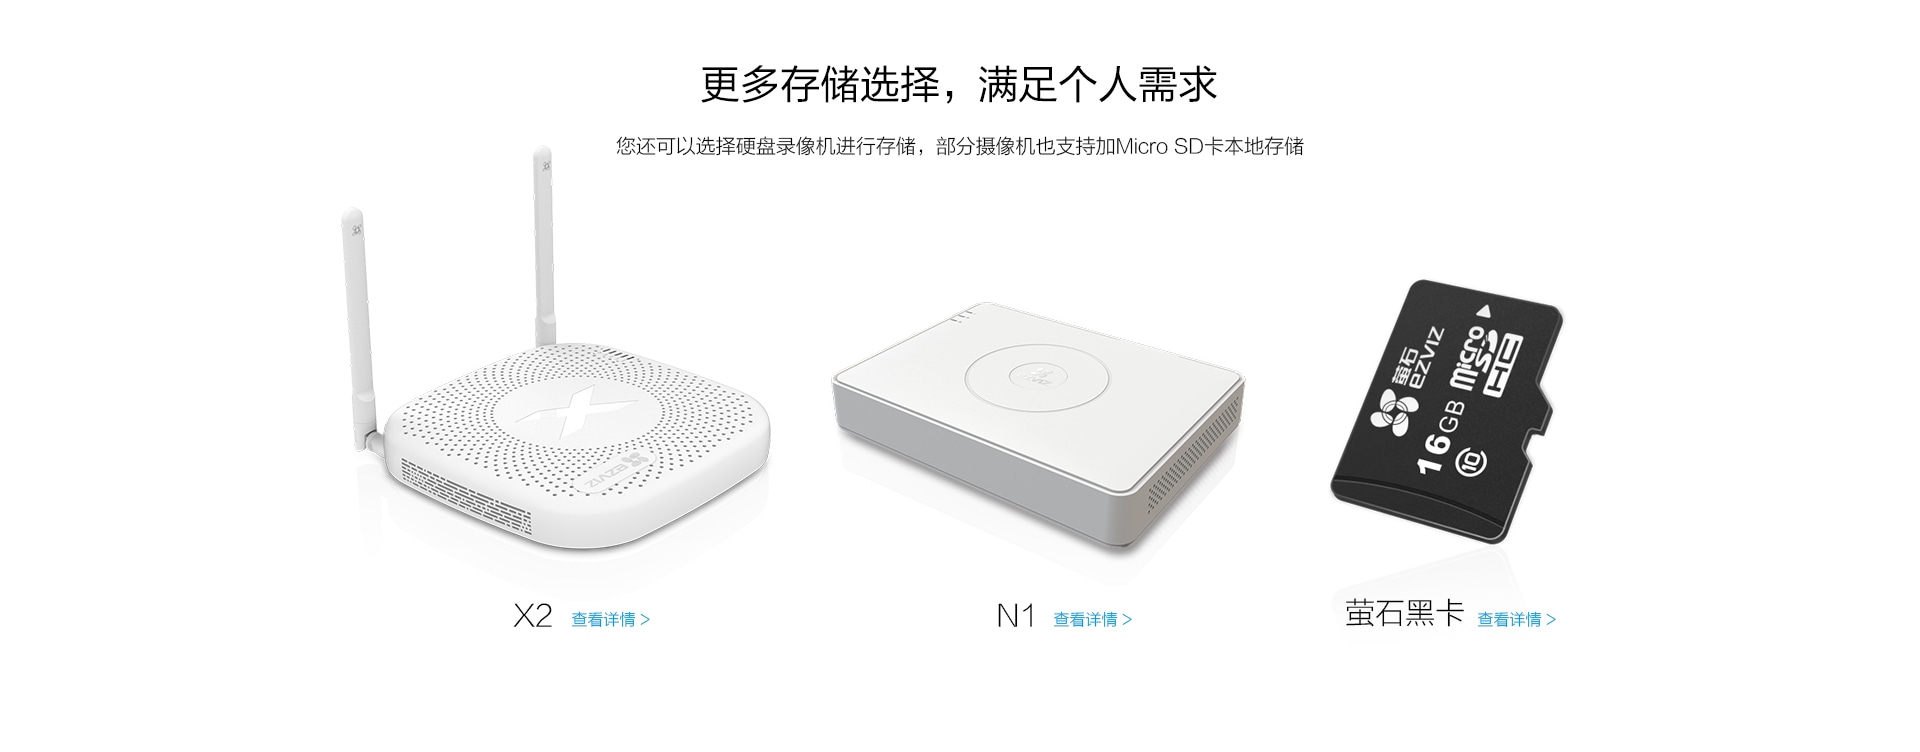 更多存储选择，满足个人需求
您还可以选择硬盘录像机进行存储，部分摄像机也支持加Micro SD卡本地存储
X
EZVIZ
萤石
eZVIZ
micro
SD
HC
16GB
10
X2 查看详情 >
N1 查看详情 >
萤石黑卡 查看详情 >